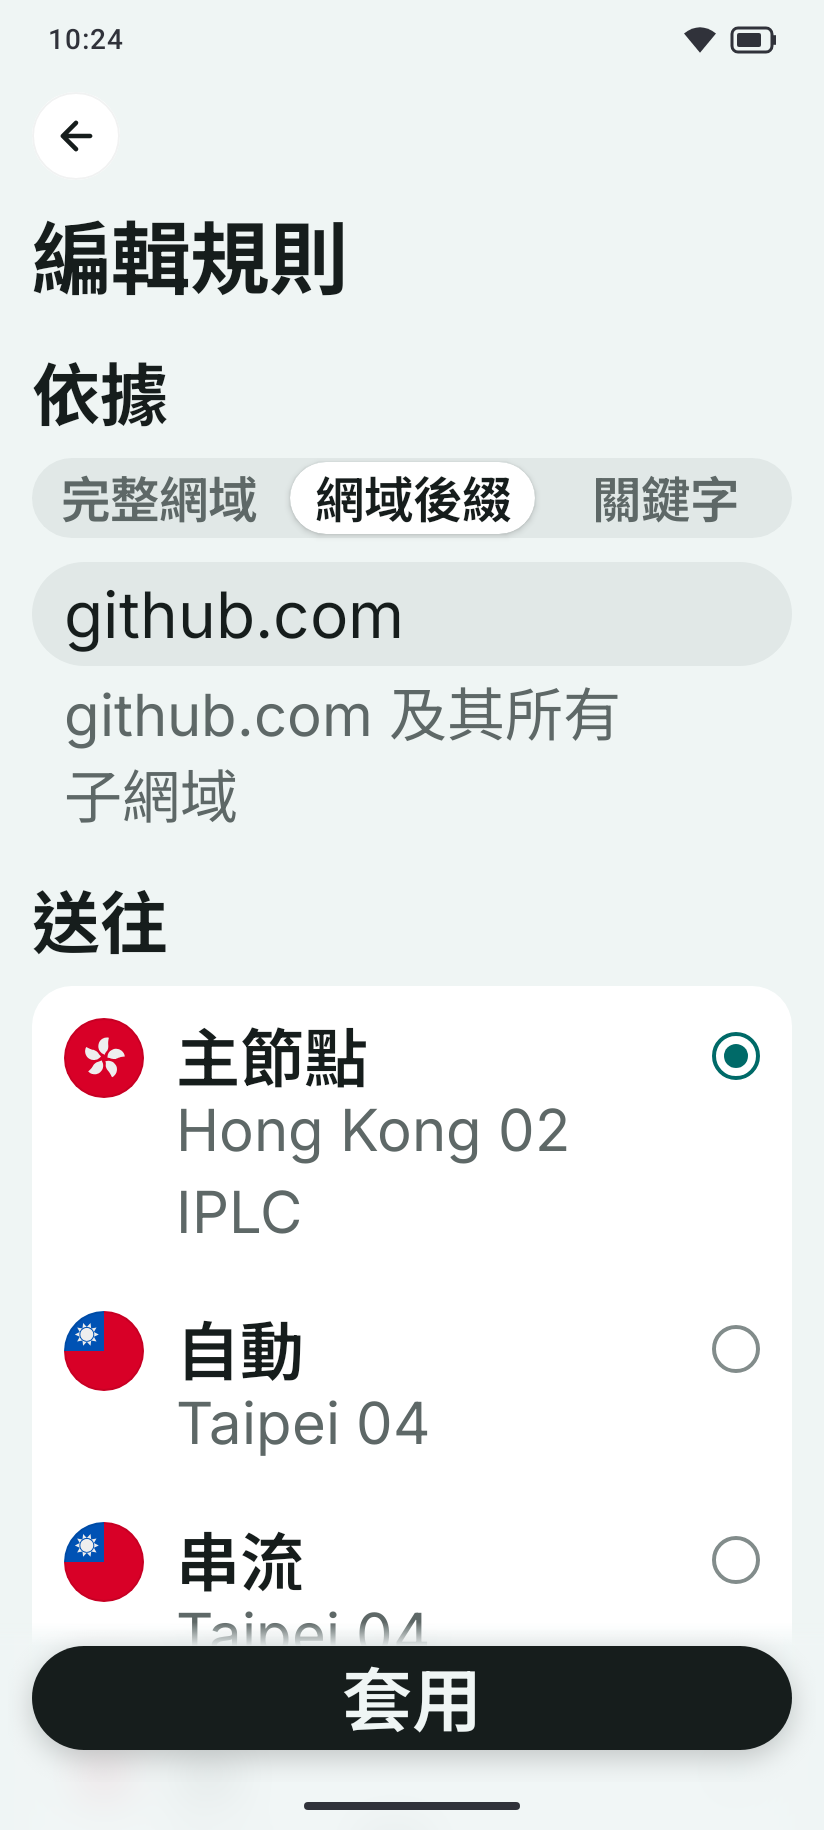 10:24
編輯規則
依據
完整網域 網域後綴 關鍵字
github.com
github.com 及其所有
子網域
送往
主節點
Hong Kong 02
IPLC
自動
Taipei 04
串流
Taipei 04
套用